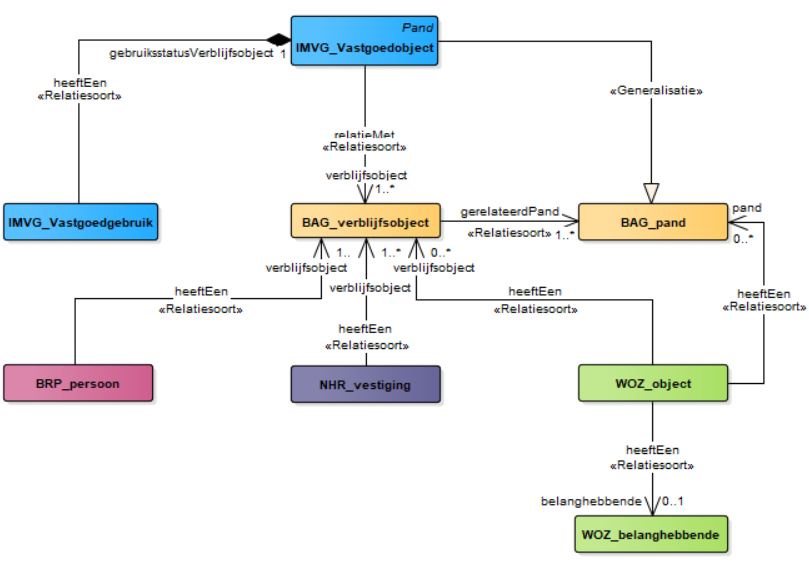 Pand
IMVG_Vastgoedobject
gebruiksstatusVerblijfsobject 1
heeftEen
«Relatiesoort»
«Generalisatie»
relatieMet
«Relatiesoort»
verblijfsobject
1..*
IMVG_Vastgoedgebruik
BAG_verblijfsobject
gerelateerdPand
«Relatiesoort» 1..*
BAG_pand
pand
0..*
1..
verblijfsobject
1..*
verblijfsobject
0..*
verblijfsobject
heeftEen
«Relatiesoort»
heeftEen
«Relatiesoort»
heeftEen
«Relatiesoort»
heeftEen
«Relatiesoort»
BRP_persoon
NHR_vestiging
WOZ_object
heeftEen
«Relatiesoort»
belanghebbende 0..1
WOZ_belanghebbende